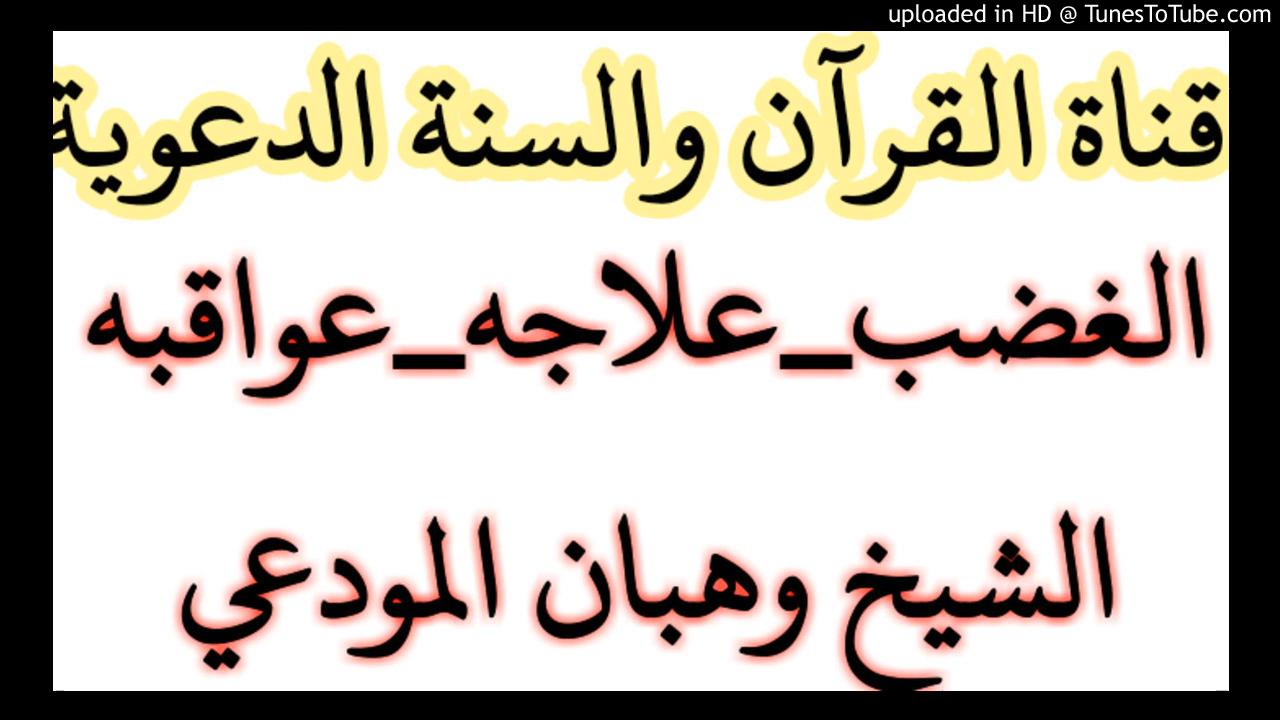 uploaded in HD @ TunesToTube.com
قناة القرآن والسنة الدعوية
الغضب_علاجه_عواقبه
الشيخ وهبان المودعي